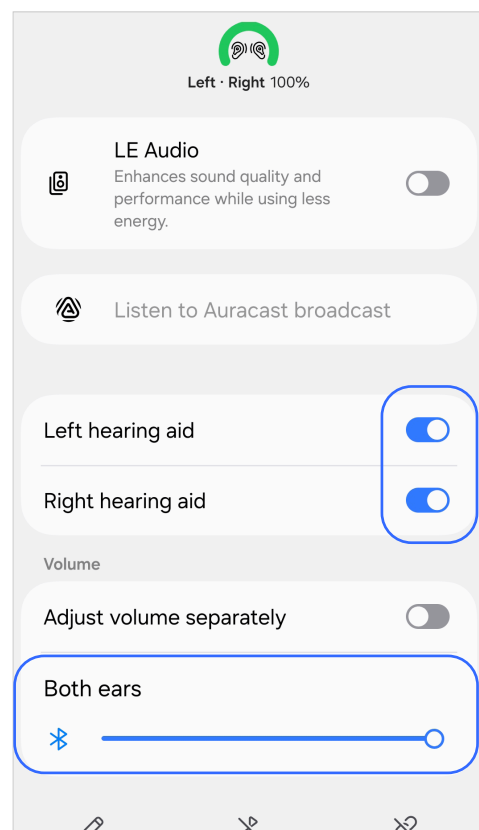 Left · Right 100%
LE Audio
Enhances sound quality and
performance while using less
energy.
Listen to Auracast broadcast
Left hearing aid
Right hearing aid
Volume
Adjust volume separately
Both ears